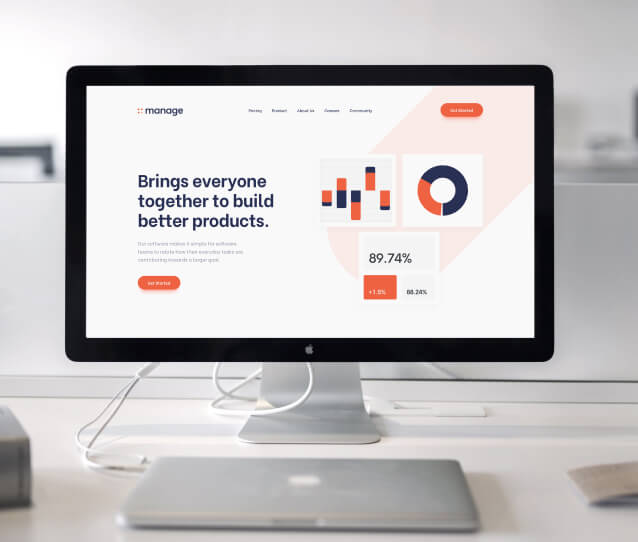 manage
Pricing Product About Us Careers Community
Get Started
Brings everyone
together to build
better products.
Our software makes it simple for software
teams to relate how their everyday tasks are
contributing towards a larger goal.
Get Started
89.74%
+1.5% 88.24%